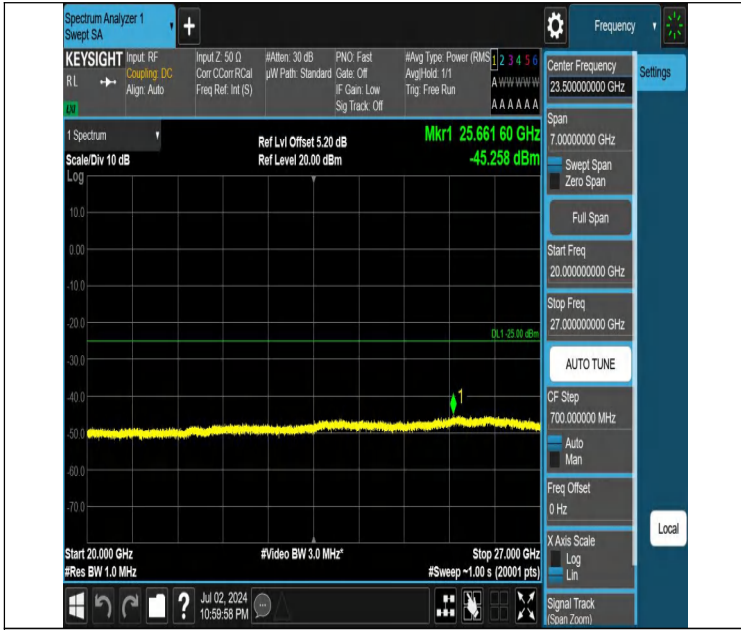 Spectrum Analyzer 1
Swept SA
+
Frequency
KEYSIGHT
RL
Input: RF
Coupling: DC
Align: Auto
Input Z: 50 Ω
Corr CCorr RCal
Freq Ref: Int (S)
#Atten: 30 dB
µW Path: Standard
PNO: Fast
Gate: Off
IF Gain: Low
Sig Track: Off
#Avg Type: Power (RMS
Avg|Hold: 1/1
Trig: Free Run
1 2 3 4 5 6
A W W W W W
A A A A A A
1 Spectrum
Scale/Div 10 dB
Ref Lvl Offset 5.20 dB
Ref Level 20.00 dBm
Mkr1 25.661 60 GHz
-45.258 dBm
Log
10.0
0.00
-10.0
-20.0
DL1 -25.00 dBm
-30.0
-40.0
1
-50.0
-60.0
-70.0
Start 20.000 GHz
#Res BW 1.0 MHz
#Video BW 3.0 MHz*
Stop 27.000 GHz
#Sweep ~1.00 s (20001 pts)
Jul 02, 2024
10:59:58 PM
?
Center Frequency
23.50000000 GHz
Settings
Span
7.00000000 GHz
Swept Span
Zero Span
Full Span
Start Freq
20.000000000 GHz
Stop Freq
27.000000000 GHz
AUTO TUNE
CF Step
700.000000 MHz
Auto
Man
Freq Offset
0 Hz
X Axis Scale
Log
Lin
Local
Signal Track
(Span Zoom)